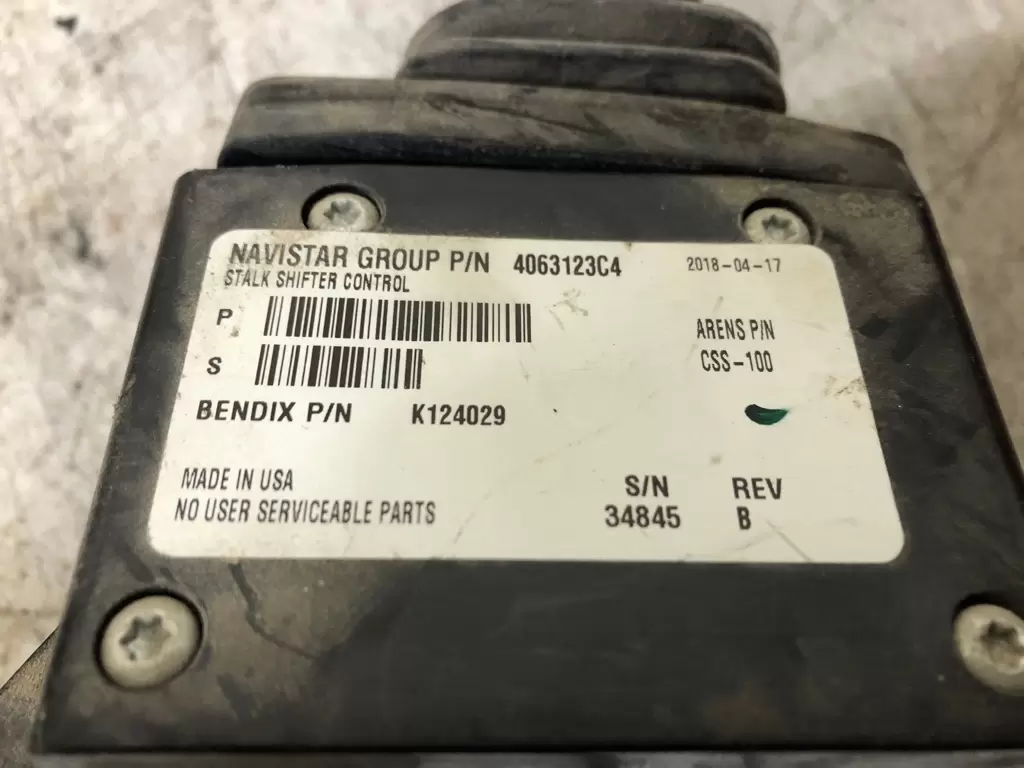 NAVISTAR GROUP P/N 4063123C4 2018-04-17
STALK SHIFTER CONTROL
P
ARENS P/N
S
CSS-100
BENDIX P/N K124029
MADE IN USA
S/N REV
NO USER SERVICEABLE PARTS
34845 B